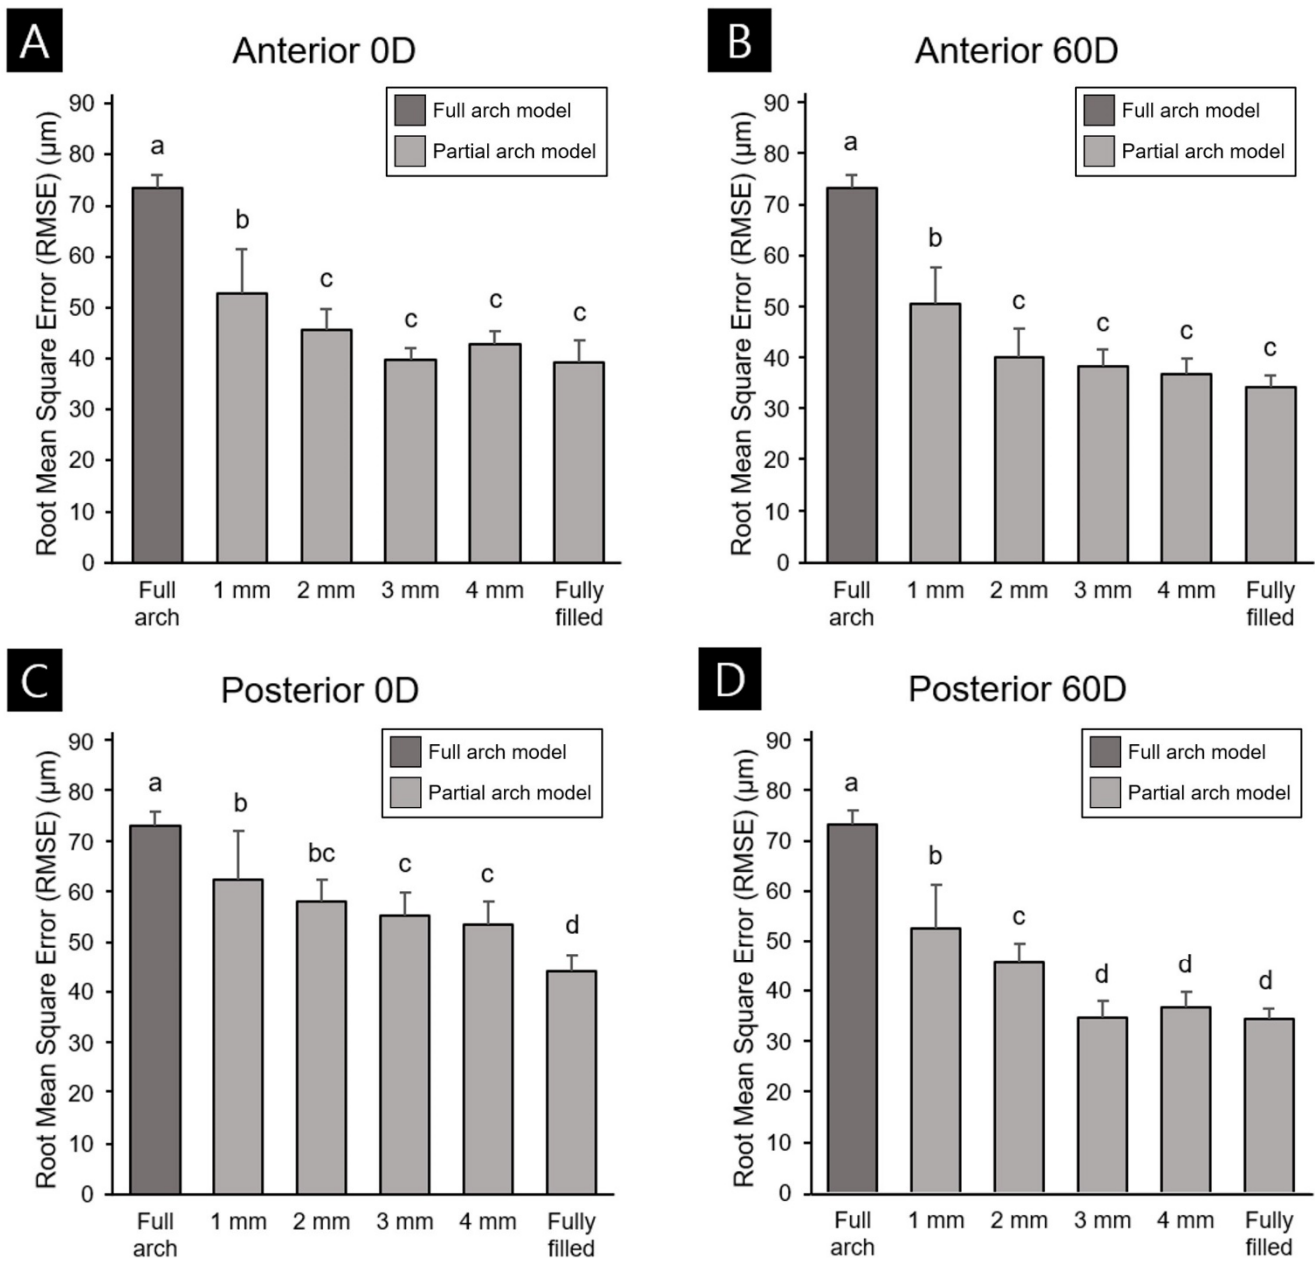 A
Anterior 0D
Root Mean Square Error (RMSE) (μm)
90
80
70
60
50
40
30
20
10
0
Full arch model
Partial arch model
a
b
c
c
c
c
Full
arch
1 mm
2 mm
3 mm
4 mm
Fully
filled
B
Anterior 60D
Root Mean Square Error (RMSE) (μm)
90
80
70
60
50
40
30
20
10
0
Full arch model
Partial arch model
a
b
c
c
c
c
Full
arch
1 mm
2 mm
3 mm
4 mm
Fully
filled
C
Posterior 0D
Root Mean Square Error (RMSE) (μm)
90
80
70
60
50
40
30
20
10
0
Full arch model
Partial arch model
a
b
bc
c
c
d
Full
arch
1 mm
2 mm
3 mm
4 mm
Fully
filled
D
Posterior 60D
Root Mean Square Error (RMSE) (μm)
90
80
70
60
50
40
30
20
10
0
Full arch model
Partial arch model
a
b
c
d
d
d
Full
arch
1 mm
2 mm
3 mm
4 mm
Fully
filled